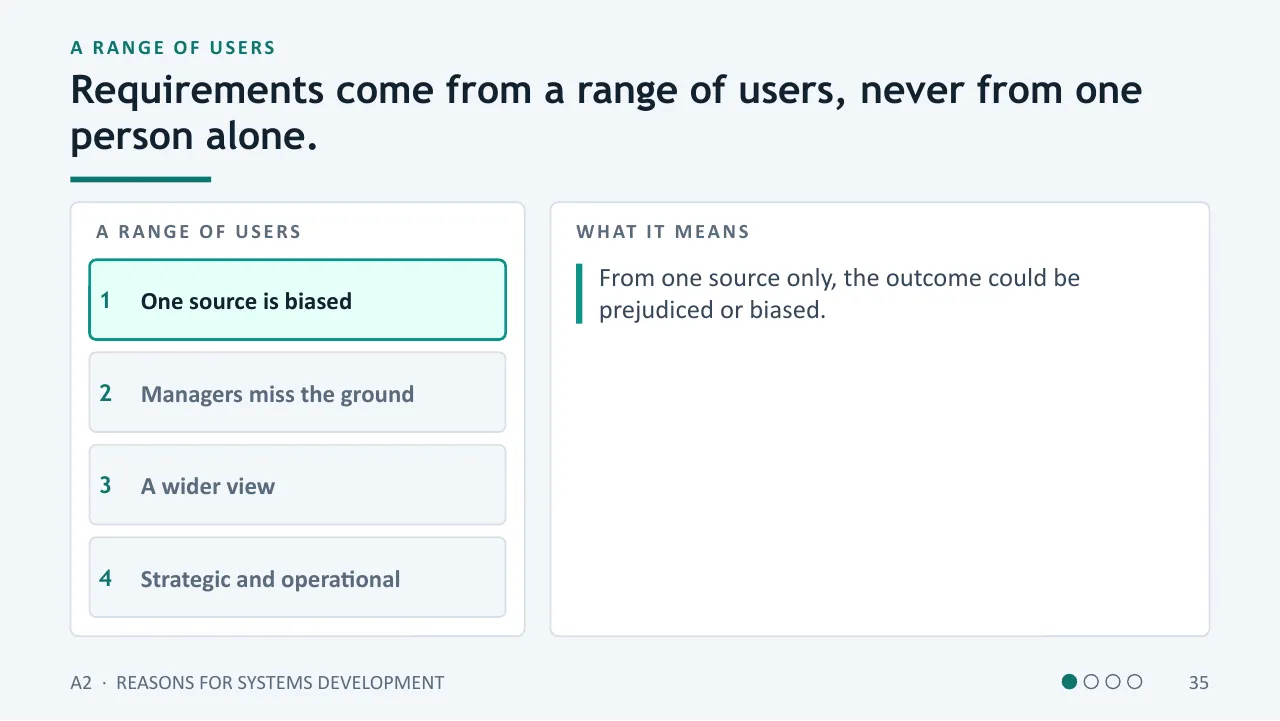 A RANGE OF USERS
Requirements come from a range of users, never from one
person alone.
A RANGE OF USERS
1 One source is biased
2 Managers miss the ground
3 A wider view
4 Strategic and operational
WHAT IT MEANS
From one source only, the outcome could be
prejudiced or biased.
A2 · REASONS FOR SYSTEMS DEVELOPMENT
35